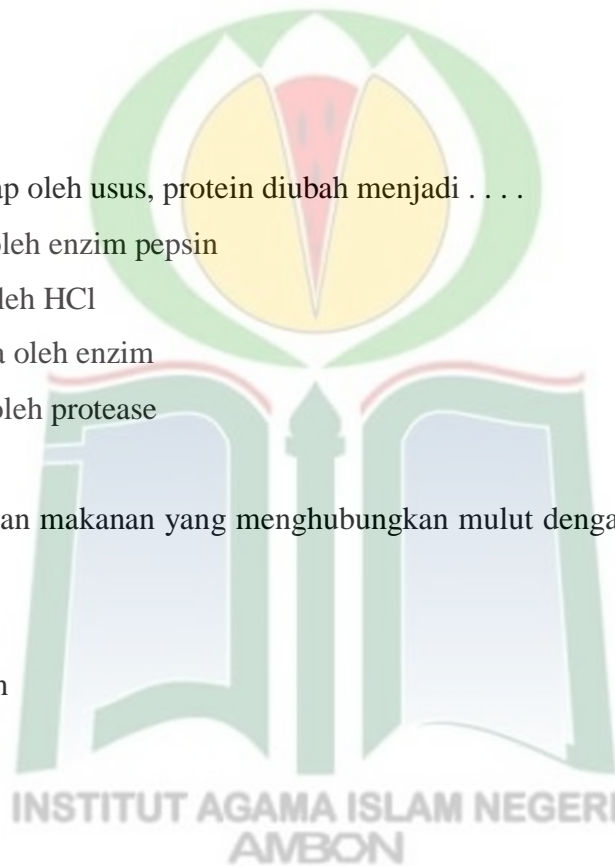 ap oleh usus, protein diubah menjadi . . . .
oleh enzim pepsin
leh HCl
a oleh enzim
oleh protease
an makanan yang menghubungkan mulut denga
n
INSTITUT AGAMA ISLAM NEGERI
AMBON